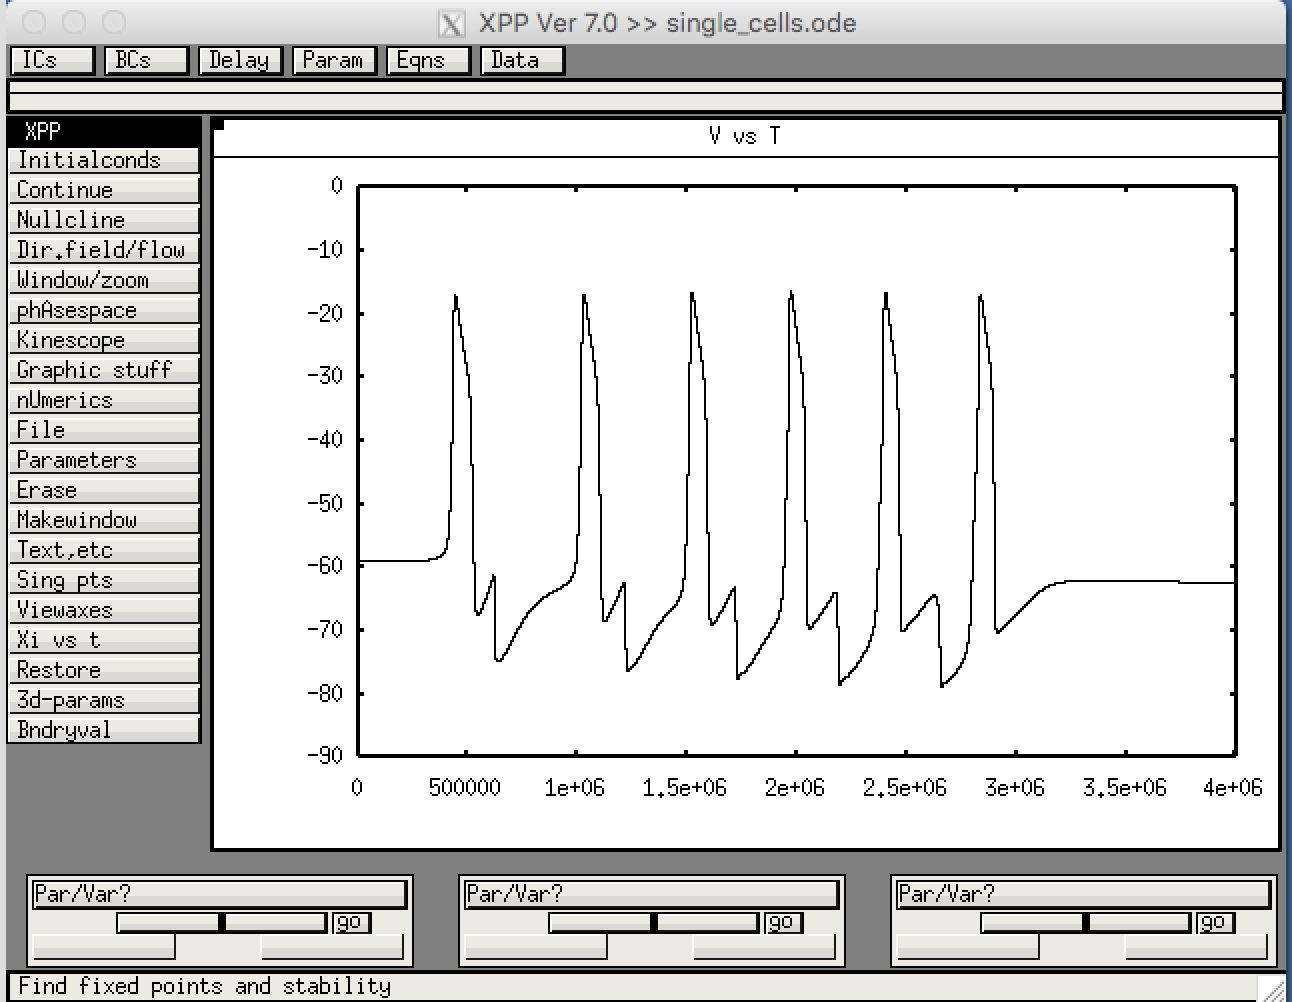 XPP Ver 7.0 >> single_cells.ode
ICs BCs Delay Param Eqns Data
XPP
Initialconds
Continue
Nullcline
Dir.field/flow
Window/zoom
phAsespace
Kinescope
Graphic stuff
nUmerics
File
Parameters
Erase
Makewindow
Text,etc
Sing pts
Viewaxes
Xi vs t
Restore
3d-params
Bndryval
V vs T
0
-10
-20
-30
-40
-50
-60
-70
-80
-90
0 500000 1e+06 1.5e+06 2e+06 2.5e+06 3e+06 3.5e+06 4e+06
Par/Var? Par/Var? Par/Var?
go go go
Find fixed points and stability